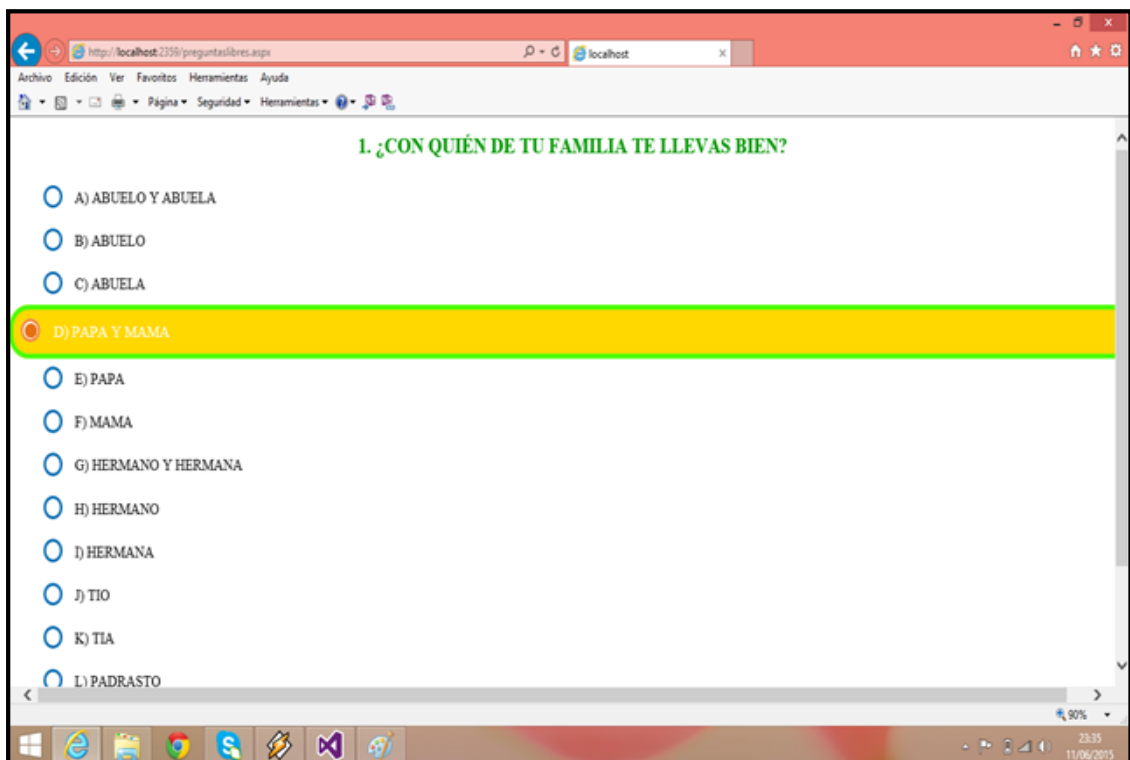 http://localhost:2359/preguntaslibres.aspx
localhost
Archivo Edición Ver Favoritos Herramientas Ayuda
Página Seguridad Herramientas
1. ¿CON QUIÉN DE TU FAMILIA TE LLEVAS BIEN?
A) ABUELO Y ABUELA
B) ABUELO
C) ABUELA
D) PAPA Y MAMA
E) PAPA
F) MAMA
G) HERMANO Y HERMANA
H) HERMANO
I) HERMANA
J) TIO
K) TIA
L) PADRASTO
90%
23:35
11/06/2015